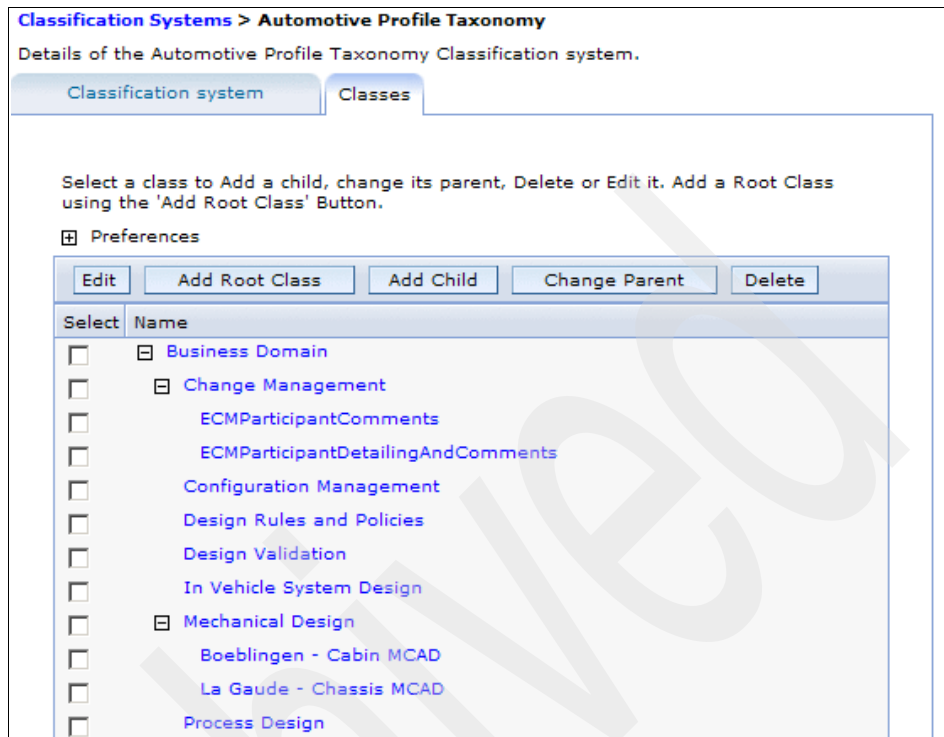 Classification Systems > Automotive Profile Taxonomy
Details of the Automotive Profile Taxonomy Classification system.
Classification system Classes
Select a class to Add a child, change its parent, Delete or Edit it. Add a Root Class
using the 'Add Root Class' Button.
Preferences
Edit Add Root Class Add Child Change Parent Delete
Select Name
Business Domain
Change Management
ECMParticipantComments
ECMParticipantDetailingAndComments
Configuration Management
Design Rules and Policies
Design Validation
In Vehicle System Design
Mechanical Design
Boeblingen - Cabin MCAD
La Gaude - Chassis MCAD
Process Design